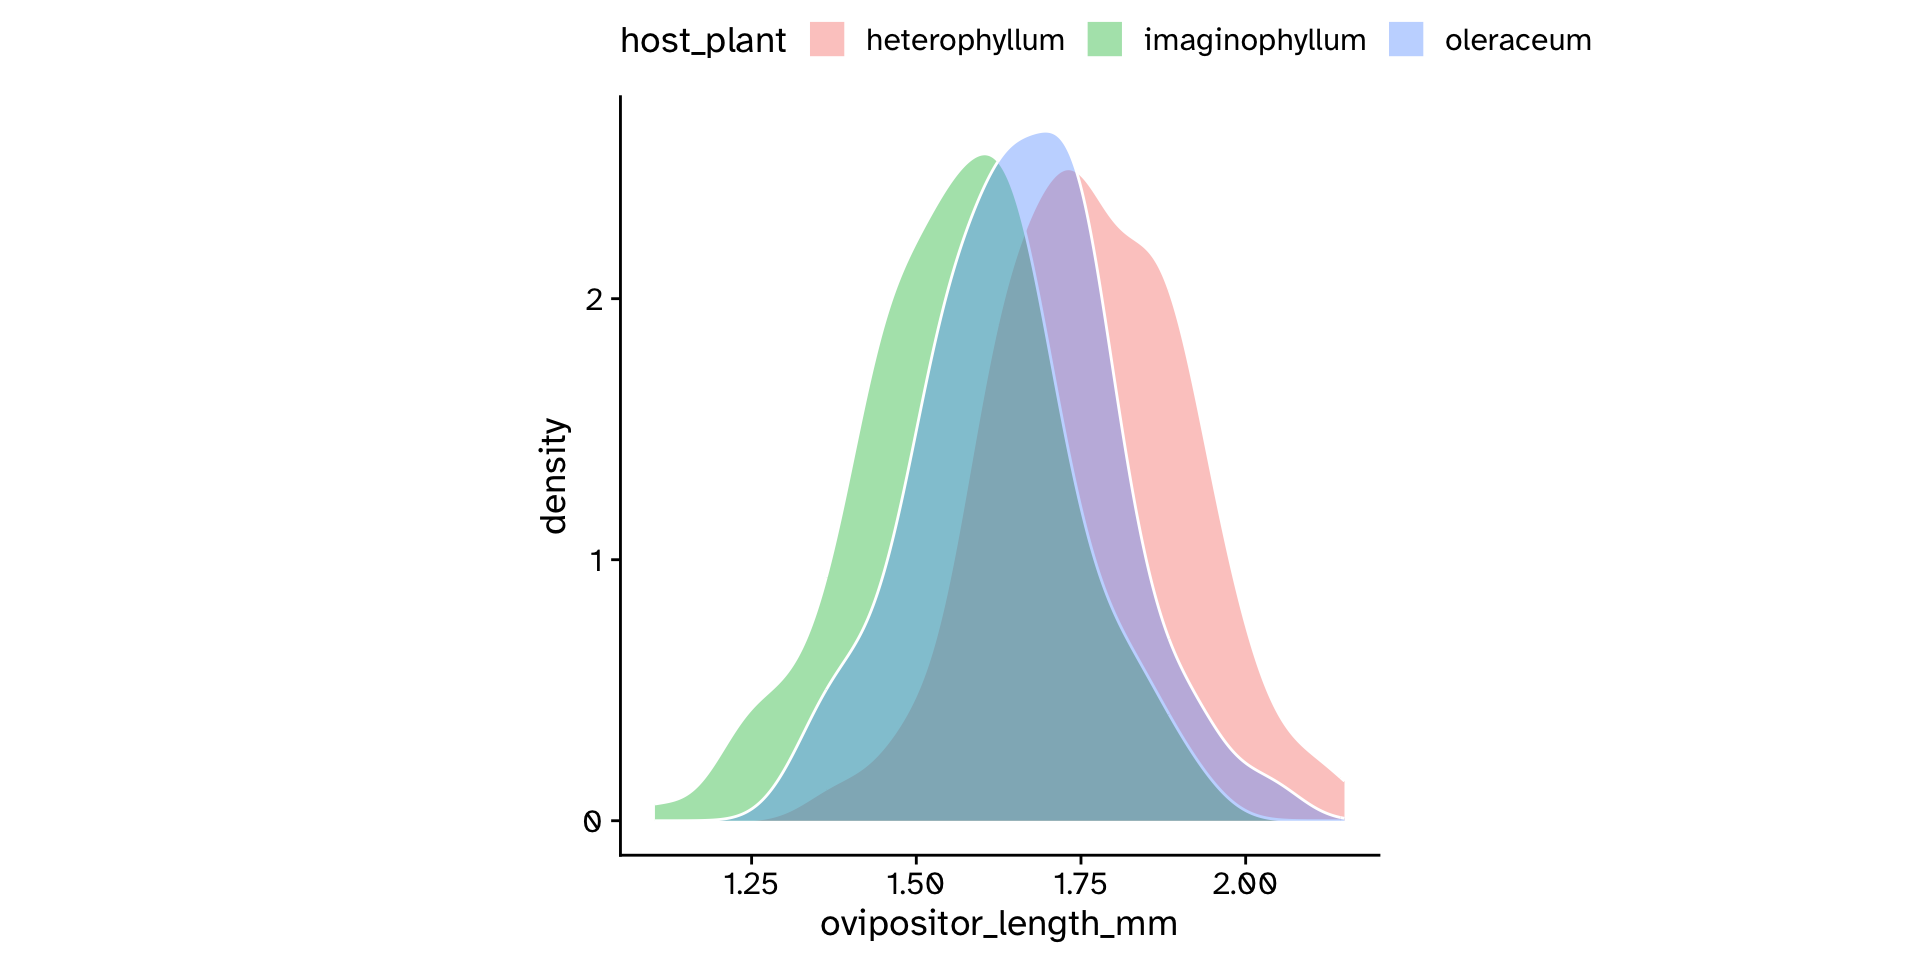 host_plant heterophyllum imaginophyllum oleraceum
density
2
1
0
1.25 1.50 1.75 2.00
ovipositor_length_mm